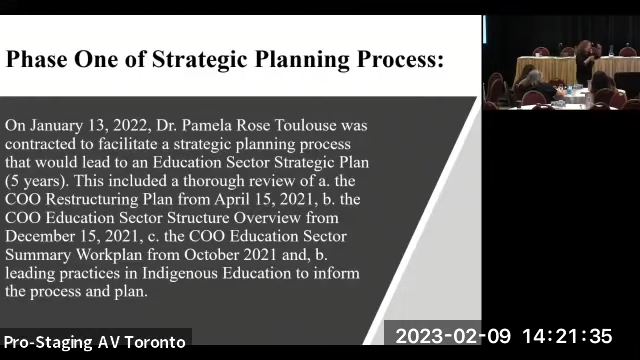 Phase One of Strategic Planning Process:
On January 13, 2022, Dr. Pamela Rose Toulouse was
contracted to facilitate a strategic planning process
that would lead to an Education Sector Strategic Plan
(5 years). This included a thorough review of a. the
COO Restructuring Plan from April 15, 2021, b. the
COO Education Sector Structure Overview from
December 15, 2021, c. the COO Education Sector
Summary Workplan from October 2021 and, b.
leading practices in Indigenous Education to inform
the process and plan.
Pro-Staging AV Toronto
2023-02-09 14:21:35